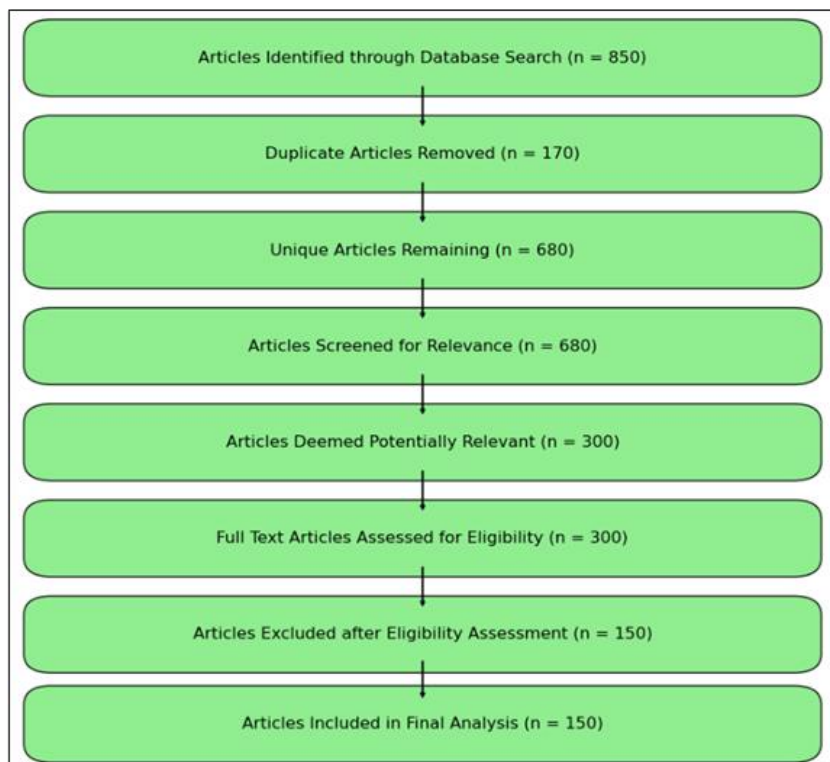 Articles Identified through Database Search (n = 850)
Duplicate Articles Removed (n = 170)
Unique Articles Remaining (n = 680)
Articles Screened for Relevance (n = 680)
Articles Deemed Potentially Relevant (n = 300)
Full Text Articles Assessed for Eligibility (n = 300)
Articles Excluded after Eligibility Assessment (n = 150)
Articles Included in Final Analysis (n = 150)